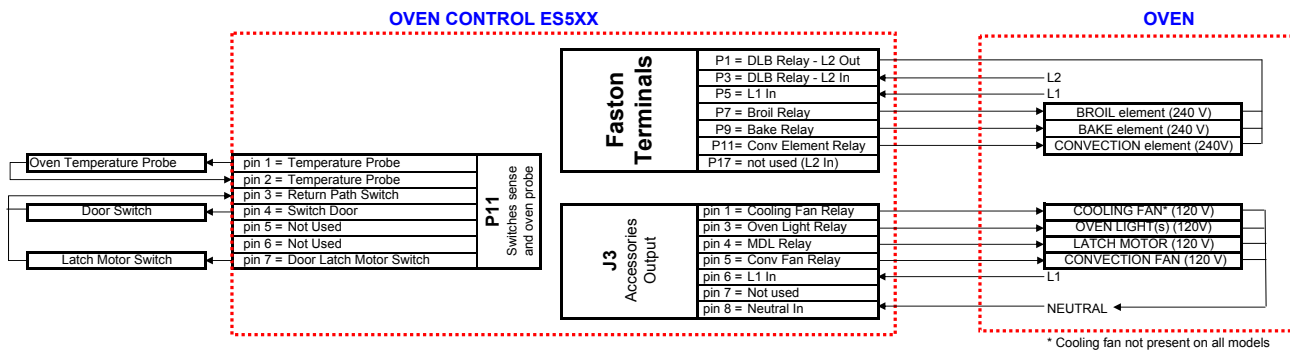 OVEN CONTROL ES5XX
OVEN
Faston
Terminals
P1 = DLB Relay - L2 Out
P3 = DLB Relay - L2 In
P5 = L1 In
P7 = Broil Relay
P9 = Bake Relay
P11= Conv Element Relay
P17 = not used (L2 In)
L2
L1
BROIL element (240 V)
BAKE element (240 V)
CONVECTION element (240V)
Oven Temperature Probe
Door Switch
Latch Motor Switch
pin 1 = Temperature Probe
pin 2 = Temperature Probe
pin 3 = Return Path Switch
pin 4 = Switch Door
pin 5 = Not Used
pin 6 = Not Used
pin 7 = Door Latch Motor Switch
P11
Switches sense
and oven probe
J3
Accessories
Output
pin 1 = Cooling Fan Relay
pin 3 = Oven Light Relay
pin 4 = MDL Relay
pin 5 = Conv Fan Relay
pin 6 = L1 In
pin 7 = Not used
pin 8 = Neutral In
COOLING FAN* (120 V)
OVEN LIGHT(s) (120V)
LATCH MOTOR (120 V)
CONVECTION FAN (120 V)
L1
NEUTRAL
* Cooling fan not present on all models